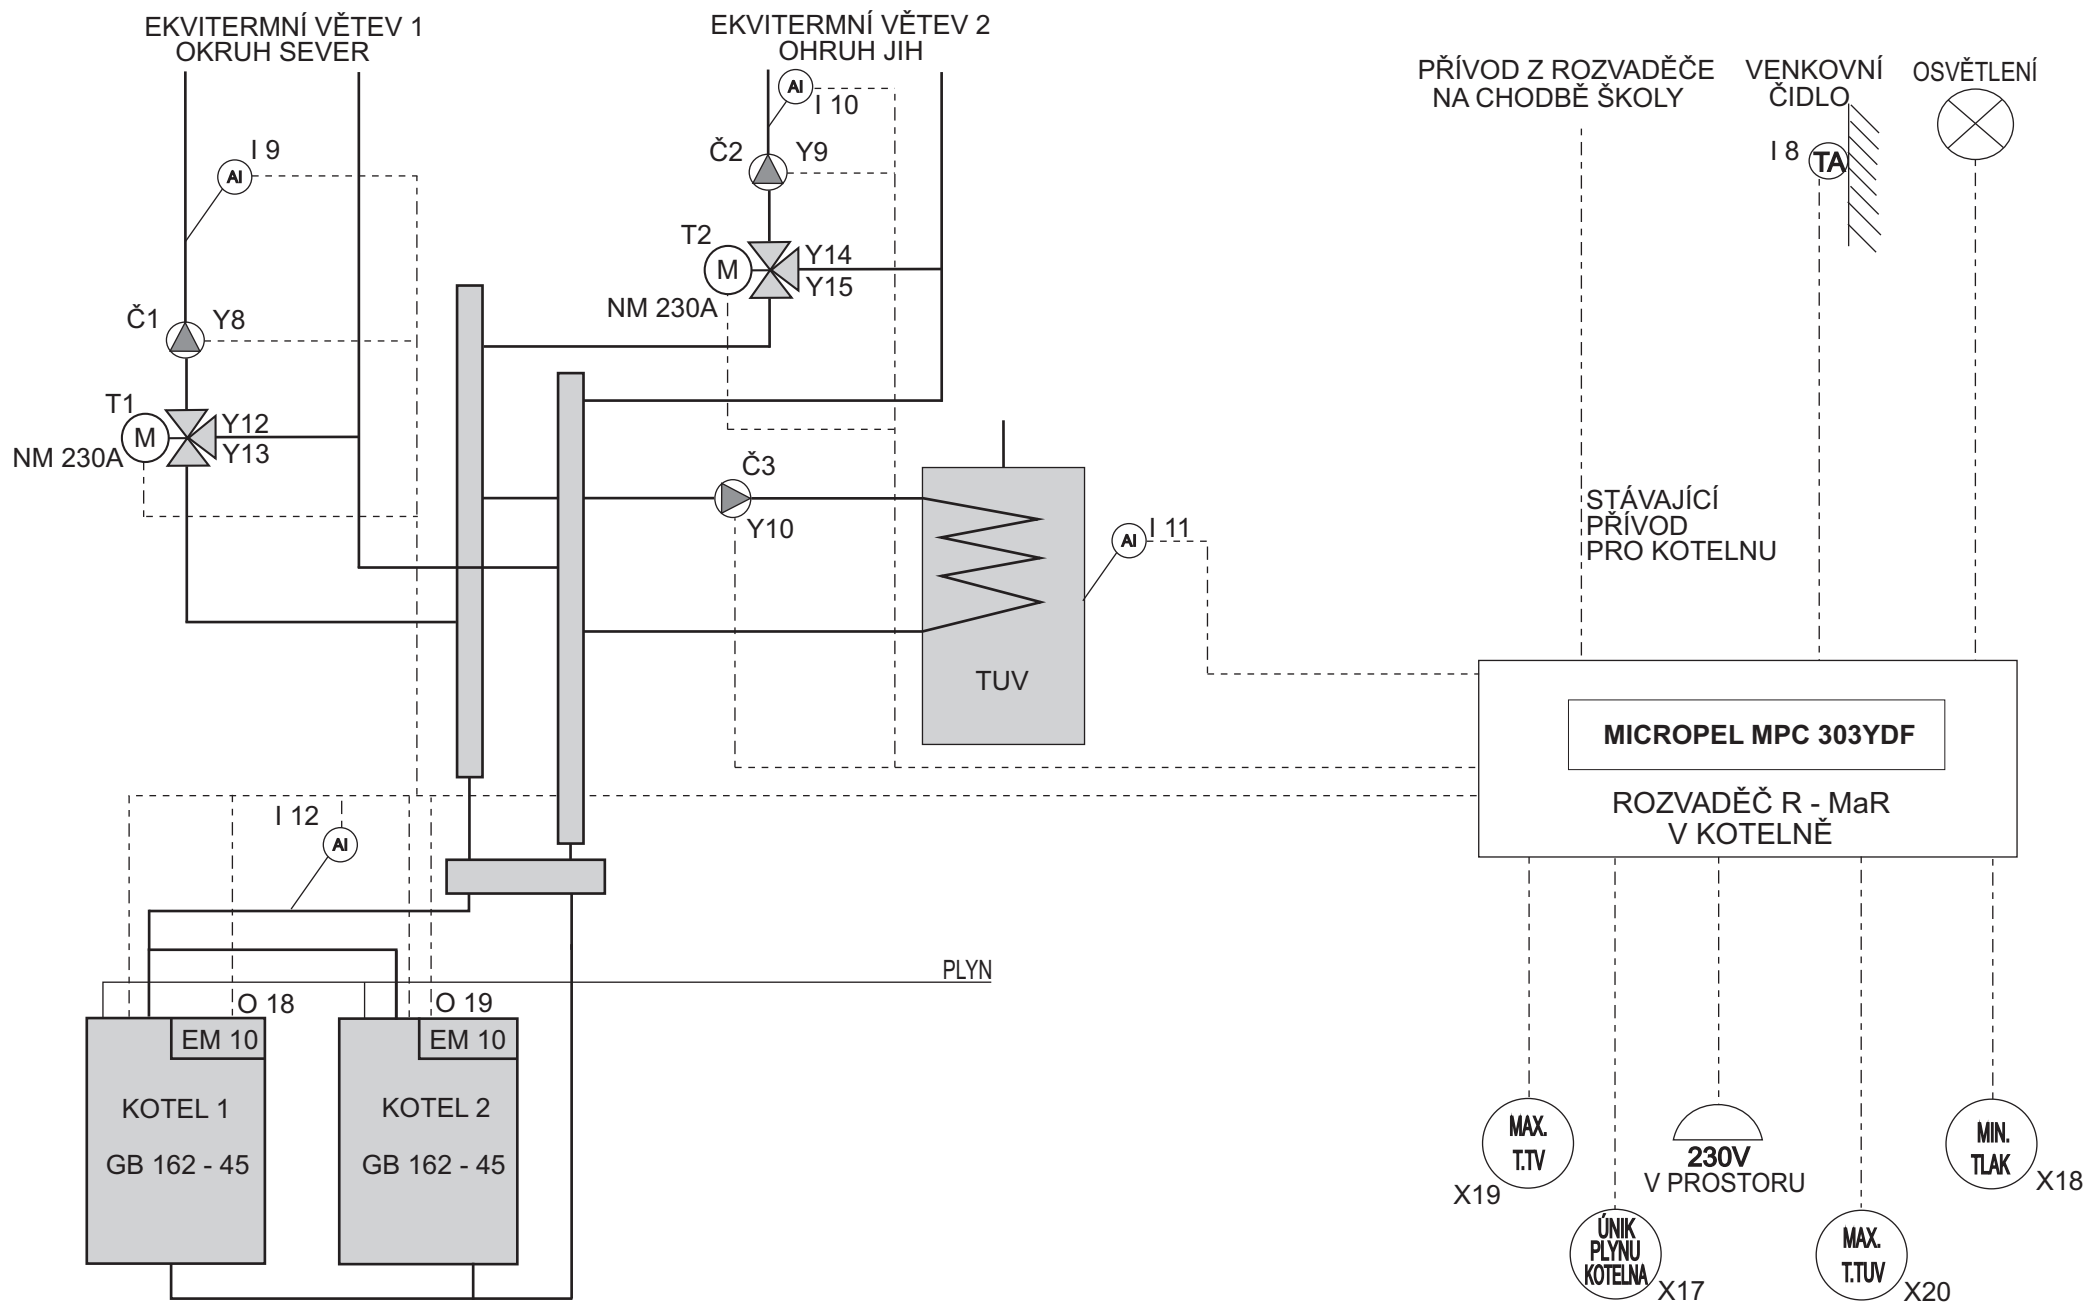 EKVITERMNÍ VĚTEV 1
OKRUH SEVER
EKVITERMNÍ VĚTEV 2
OHRUH JIH
PŘÍVOD Z ROZVADĚČE
NA CHODBĚ ŠKOLY
VENKOVNÍ
ČIDLO
OSVĚTLENÍ
I 9
AI
AI
I 10
Č2
Y9
I 8
TA
T2
M
Y14
Y15
NM 230A
Č1
Y8
T1
M
Y12
Y13
NM 230A
Č3
Y10
AI
I 11
STÁVAJÍCÍ
PŘÍVOD
PRO KOTELNU
TUV
MICROPEL MPC 303YDF
ROZVADĚČ R - MaR
V KOTELNĚ
I 12
AI
PLYN
O 18
O 19
EM 10
EM 10
KOTEL 1
GB 162 - 45
KOTEL 2
GB 162 - 45
MAX.
T.TV
X19
ÚNIK
PLYNU
KOTELNA
X17
230V
V PROSTORU
MAX.
T.TUV
X20
MIN.
TLAK
X18